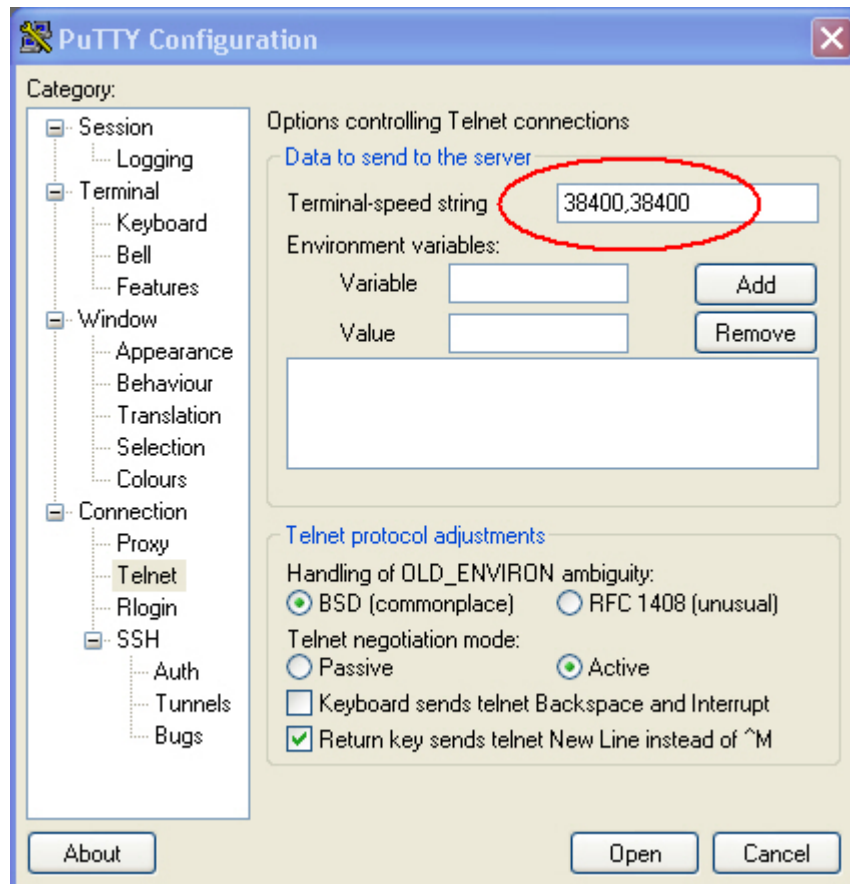 PuTTY Configuration
Category:
Session
Logging
Terminal
Keyboard
Bell
Features
Window
Appearance
Behaviour
Translation
Selection
Colours
Connection
Proxy
Telnet
Rlogin
SSH
Auth
Tunnels
Bugs
Options controlling Telnet connections
Data to send to the server
Terminal-speed string 38400,38400
Environment variables:
Variable Add
Value Remove
Telnet protocol adjustments
Handling of OLD_ENVIRON ambiguity:
BSD (commonplace) RFC 1408 (unusual)
Telnet negotiation mode:
Passive Active
Keyboard sends telnet Backspace and Interrupt
Return key sends telnet New Line instead of ^M
About Open Cancel